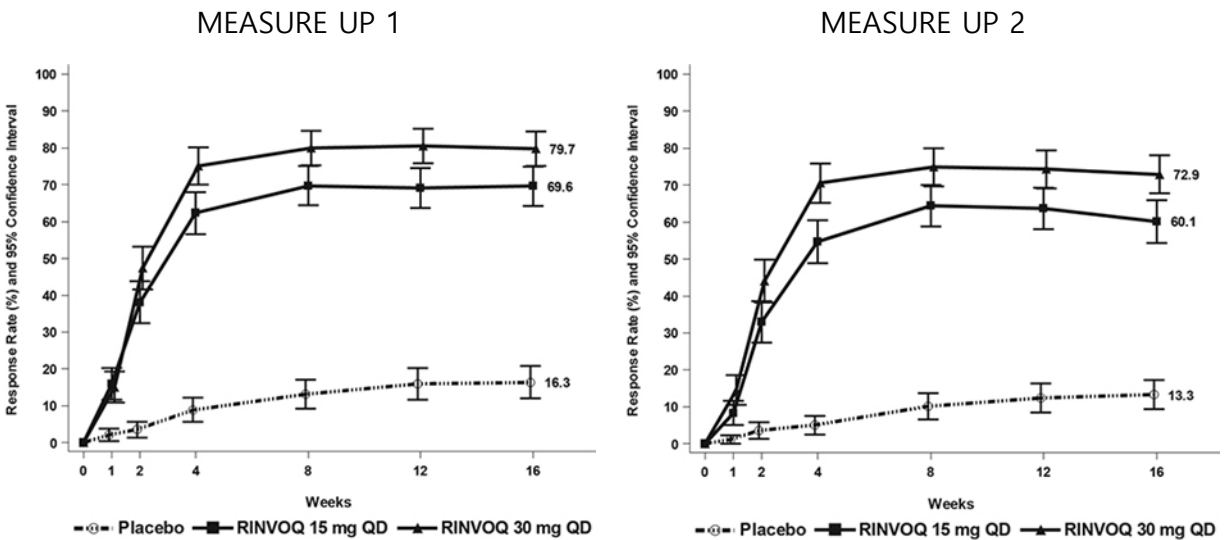 MEASURE UP 1
Response Rate (%) and 95% Confidence Interval
100
90
80
70
60
50
40
30
20
10
0
79.7
69.6
16.3
0 1 2 4 8 12 16
Weeks
Placebo RINVOQ 15 mg QD RINVOQ 30 mg QD
MEASURE UP 2
Response Rate (%) and 95% Confidence Interval
100
90
80
70
60
50
40
30
20
10
0
72.9
60.1
13.3
0 1 2 4 8 12 16
Weeks
Placebo RINVOQ 15 mg QD RINVOQ 30 mg QD